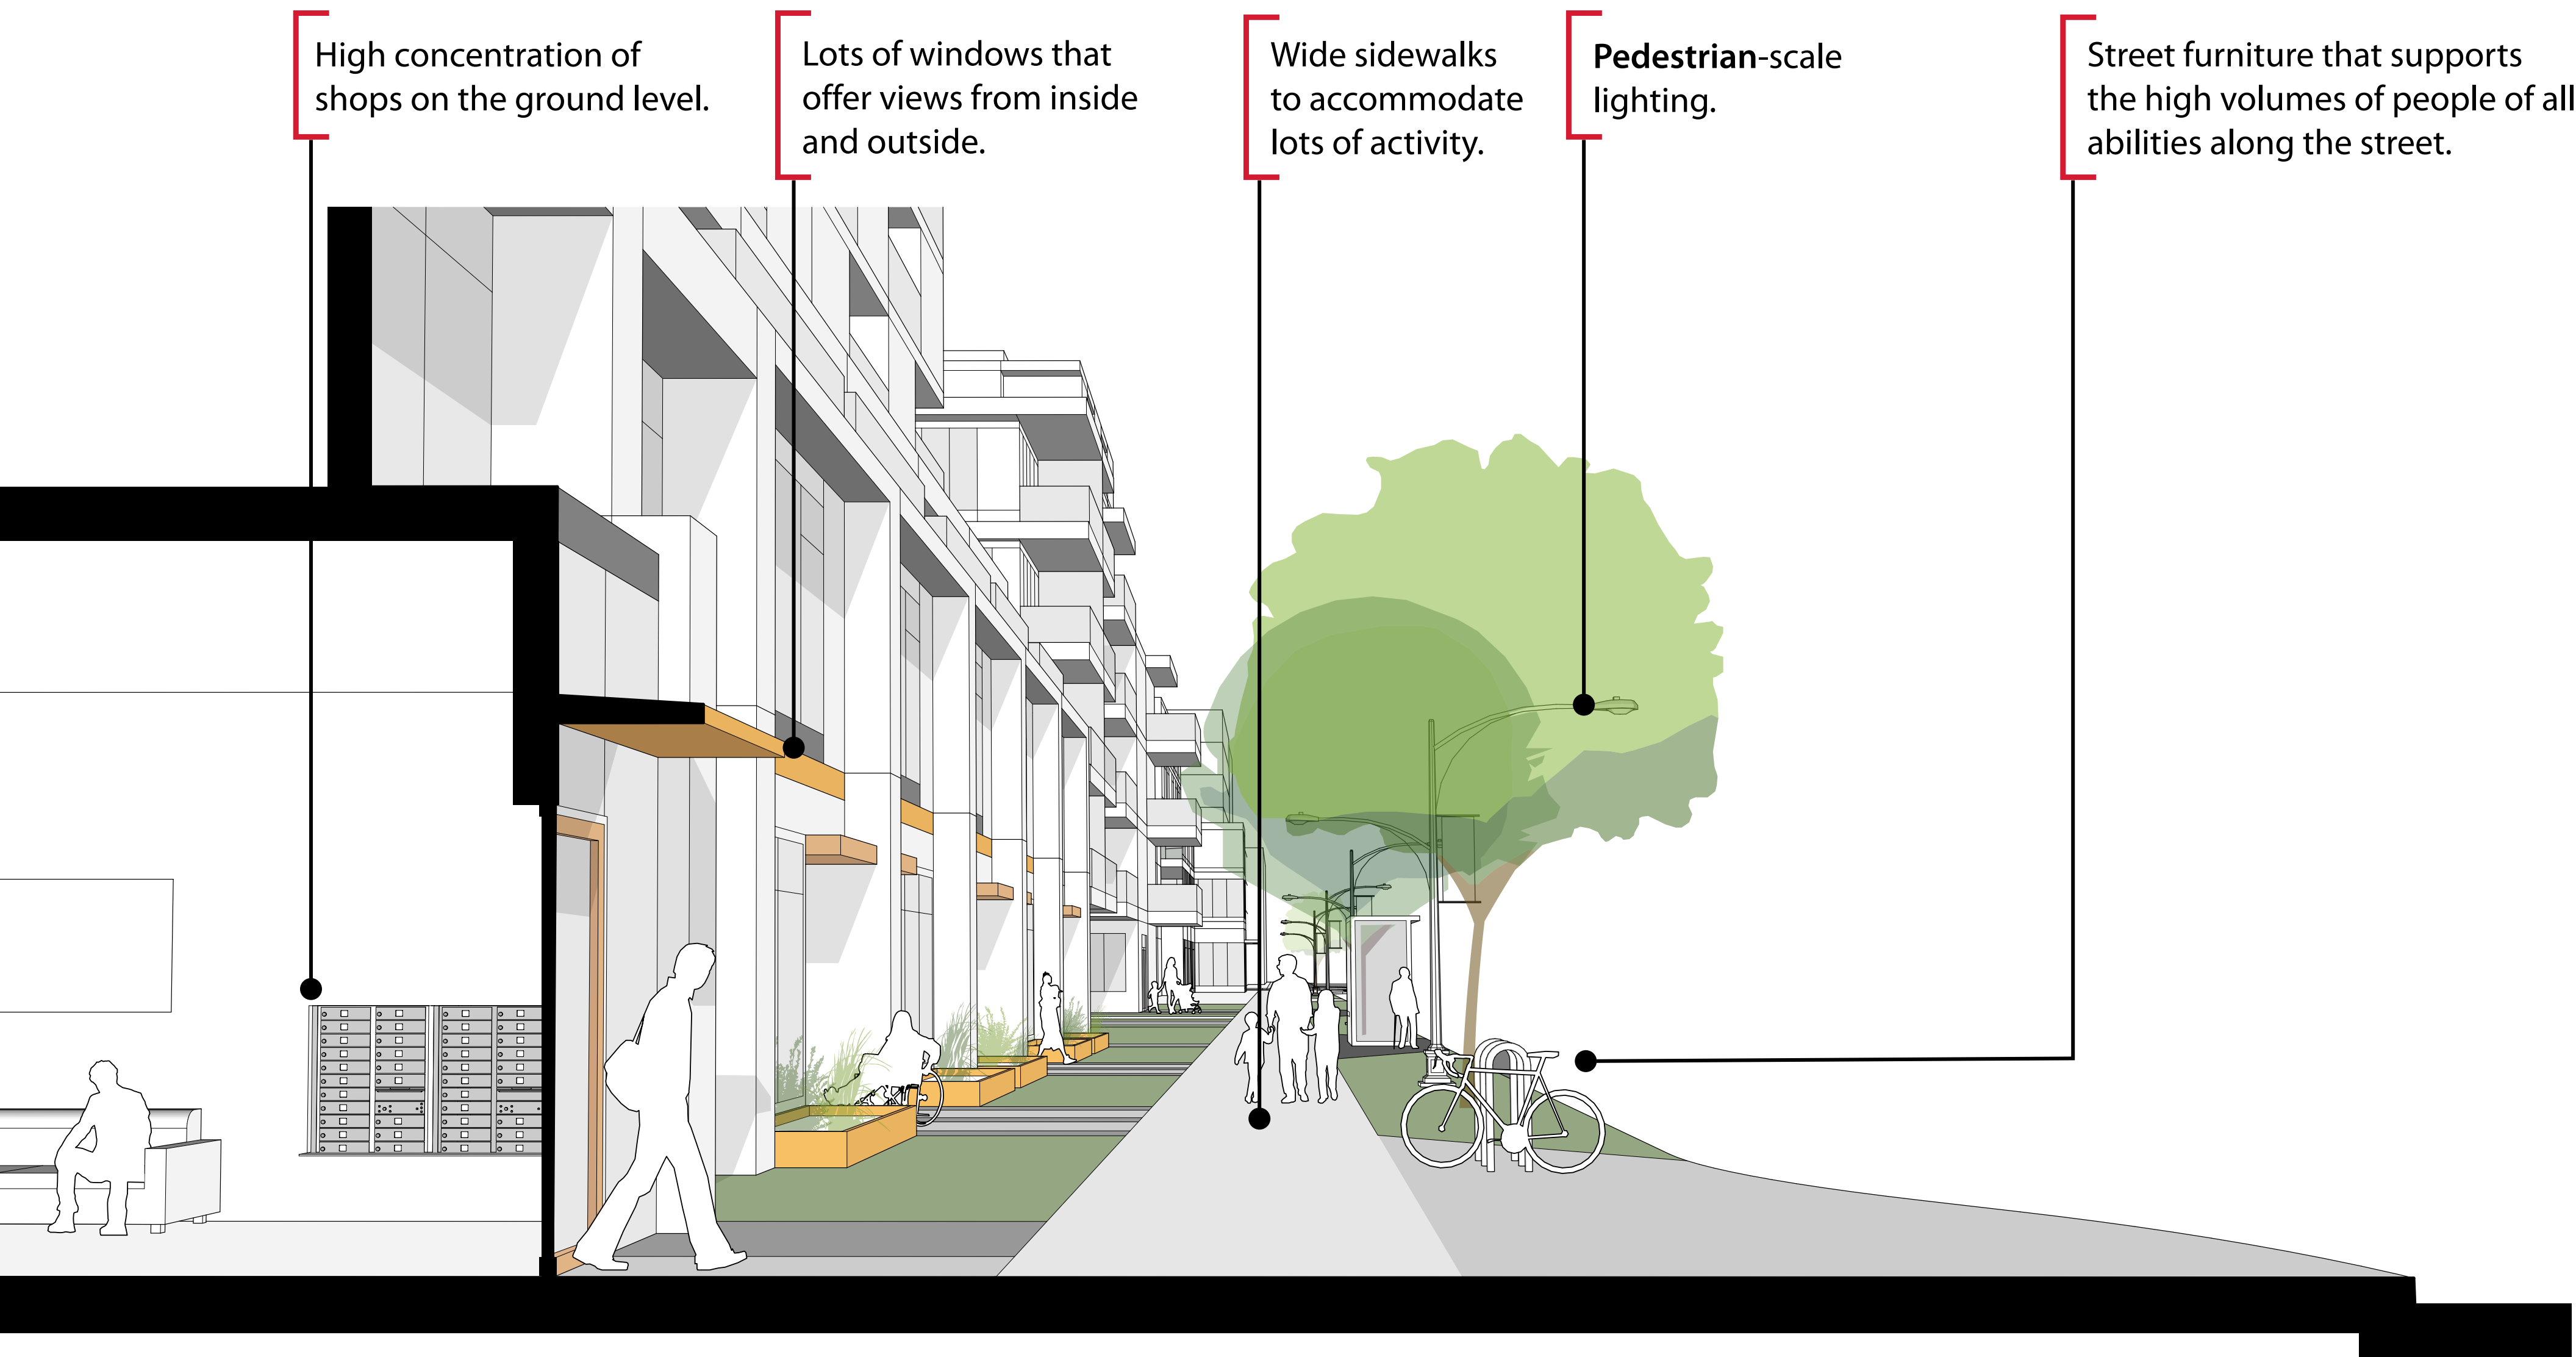 High concentration of
shops on the ground level.
Lots of windows that
offer views from inside
and outside.
Wide sidewalks
to accommodate
lots of activity.
Pedestrian-scale
lighting.
Street furniture that supports
the high volumes of people of all
abilities along the street.